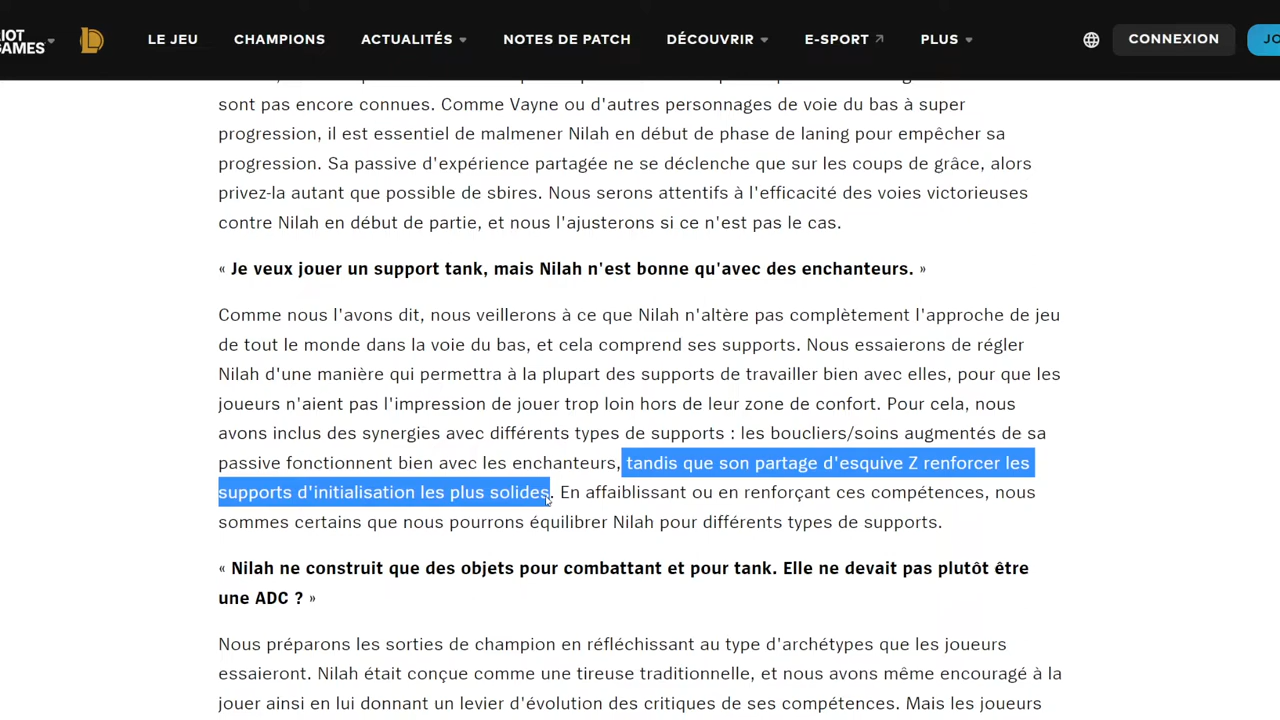 RIOT GAMES
LE JEU
CHAMPIONS
ACTUALITÉS
NOTES DE PATCH
DÉCOUVRIR
E-SPORT
PLUS
CONNEXION
sont pas encore connues. Comme Vayne ou d'autres personnages de voie du bas à super
progression, il est essentiel de malmener Nilah en début de phase de laning pour empêcher sa
progression. Sa passive d'expérience partagée ne se déclenche que sur les coups de grâce, alors
privez-la autant que possible de sbires. Nous serons attentifs à l'efficacité des voies victorieuses
contre Nilah en début de partie, et nous l'ajusterons si ce n'est pas le cas.
« Je veux jouer un support tank, mais Nilah n'est bonne qu'avec des enchanteurs. »
Comme nous l'avons dit, nous veillerons à ce que Nilah n'altère pas complètement l'approche de jeu
de tout le monde dans la voie du bas, et cela comprend ses supports. Nous essaierons de régler
Nilah d'une manière qui permettra à la plupart des supports de travailler bien avec elles, pour que les
joueurs n'aient pas l'impression de jouer trop loin hors de leur zone de confort. Pour cela, nous
avons inclus des synergies avec différents types de supports : les boucliers/soins augmentés de sa
passive fonctionnent bien avec les enchanteurs, tandis que son partage d'esquive Z renforcer les
supports d'initialisation les plus solides. En affaiblissant ou en renforçant ces compétences, nous
sommes certains que nous pourrons équilibrer Nilah pour différents types de supports.
« Nilah ne construit que des objets pour combattant et pour tank. Elle ne devait pas plutôt être
une ADC ? »
Nous préparons les sorties de champion en réfléchissant au type d'archétypes que les joueurs
essaieront. Nilah était conçue comme une tireuse traditionnelle, et nous avons même encouragé à la
jouer ainsi en lui donnant un levier d'évolution des critiques de ses compétences. Mais les joueurs